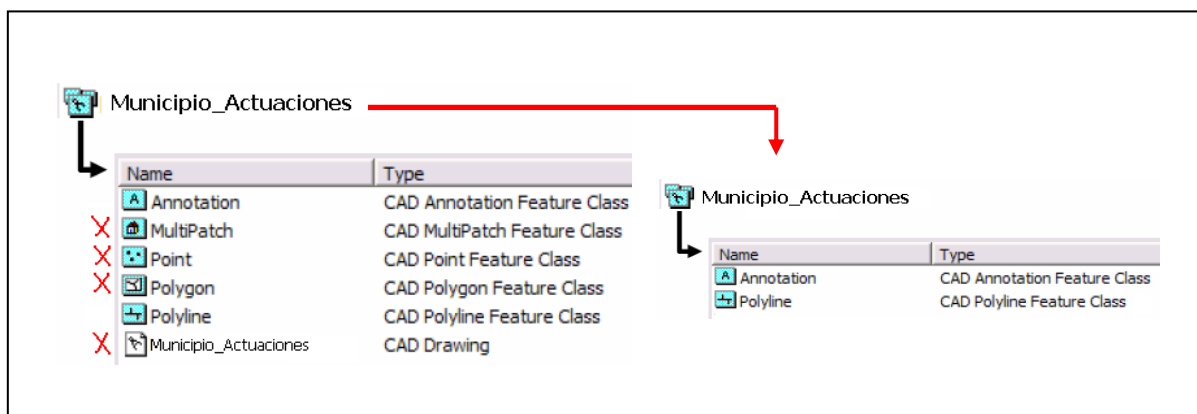 Municipio_Actuaciones
Name Type
Annotation CAD Annotation Feature Class
MultiPatch CAD MultiPatch Feature Class
Point CAD Point Feature Class
Polygon CAD Polygon Feature Class
Polyline CAD Polyline Feature Class
Municipio_Actuaciones CAD Drawing
Municipio_Actuaciones
Name Type
Annotation CAD Annotation Feature Class
Polyline CAD Polyline Feature Class